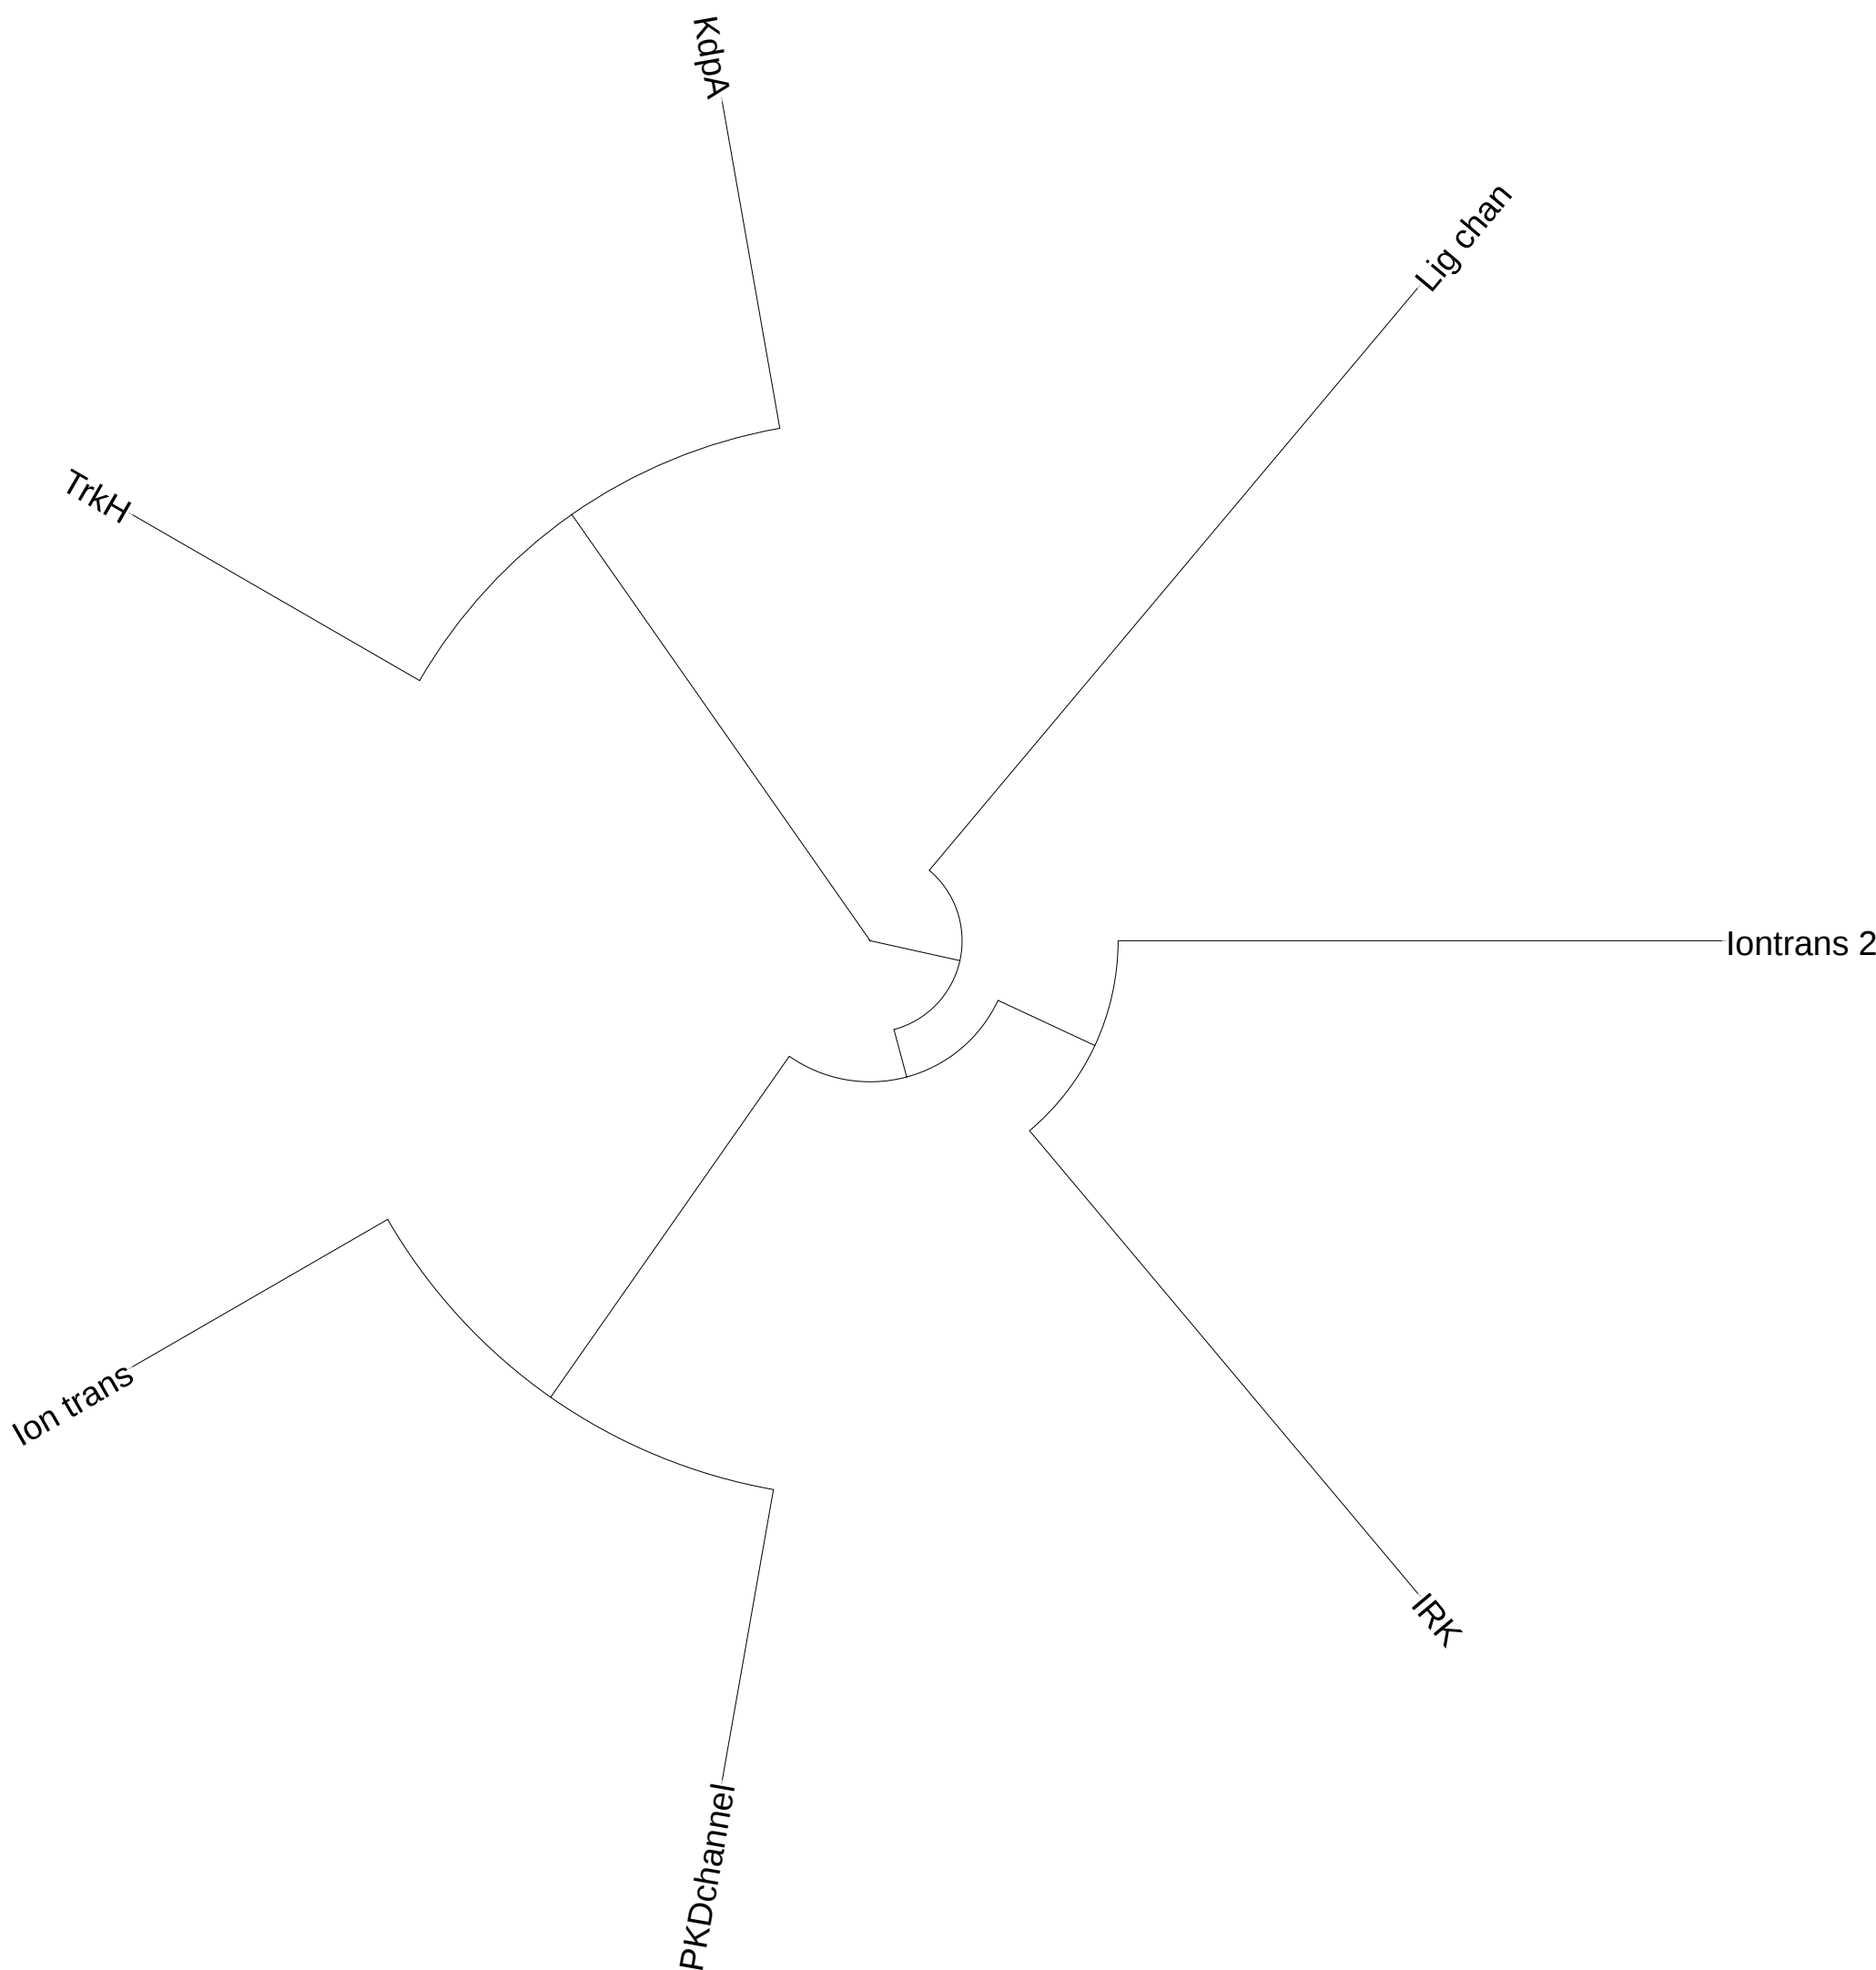 KdpA
Lig chan
TrkH
Iontrans 2
Ion trans
IRK
PKDchannel